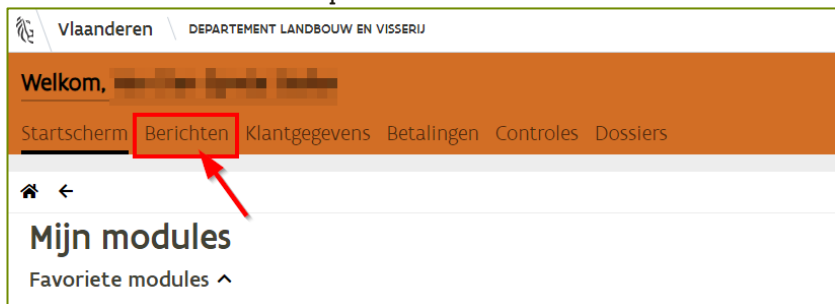 Vlaanderen DEPARTEMENT LANDBOUW EN VISSERIJ
Welkom,
Startscherm Berichten Klantgegevens Betalingen Controles Dossiers
Mijn modules
Favoriete modules